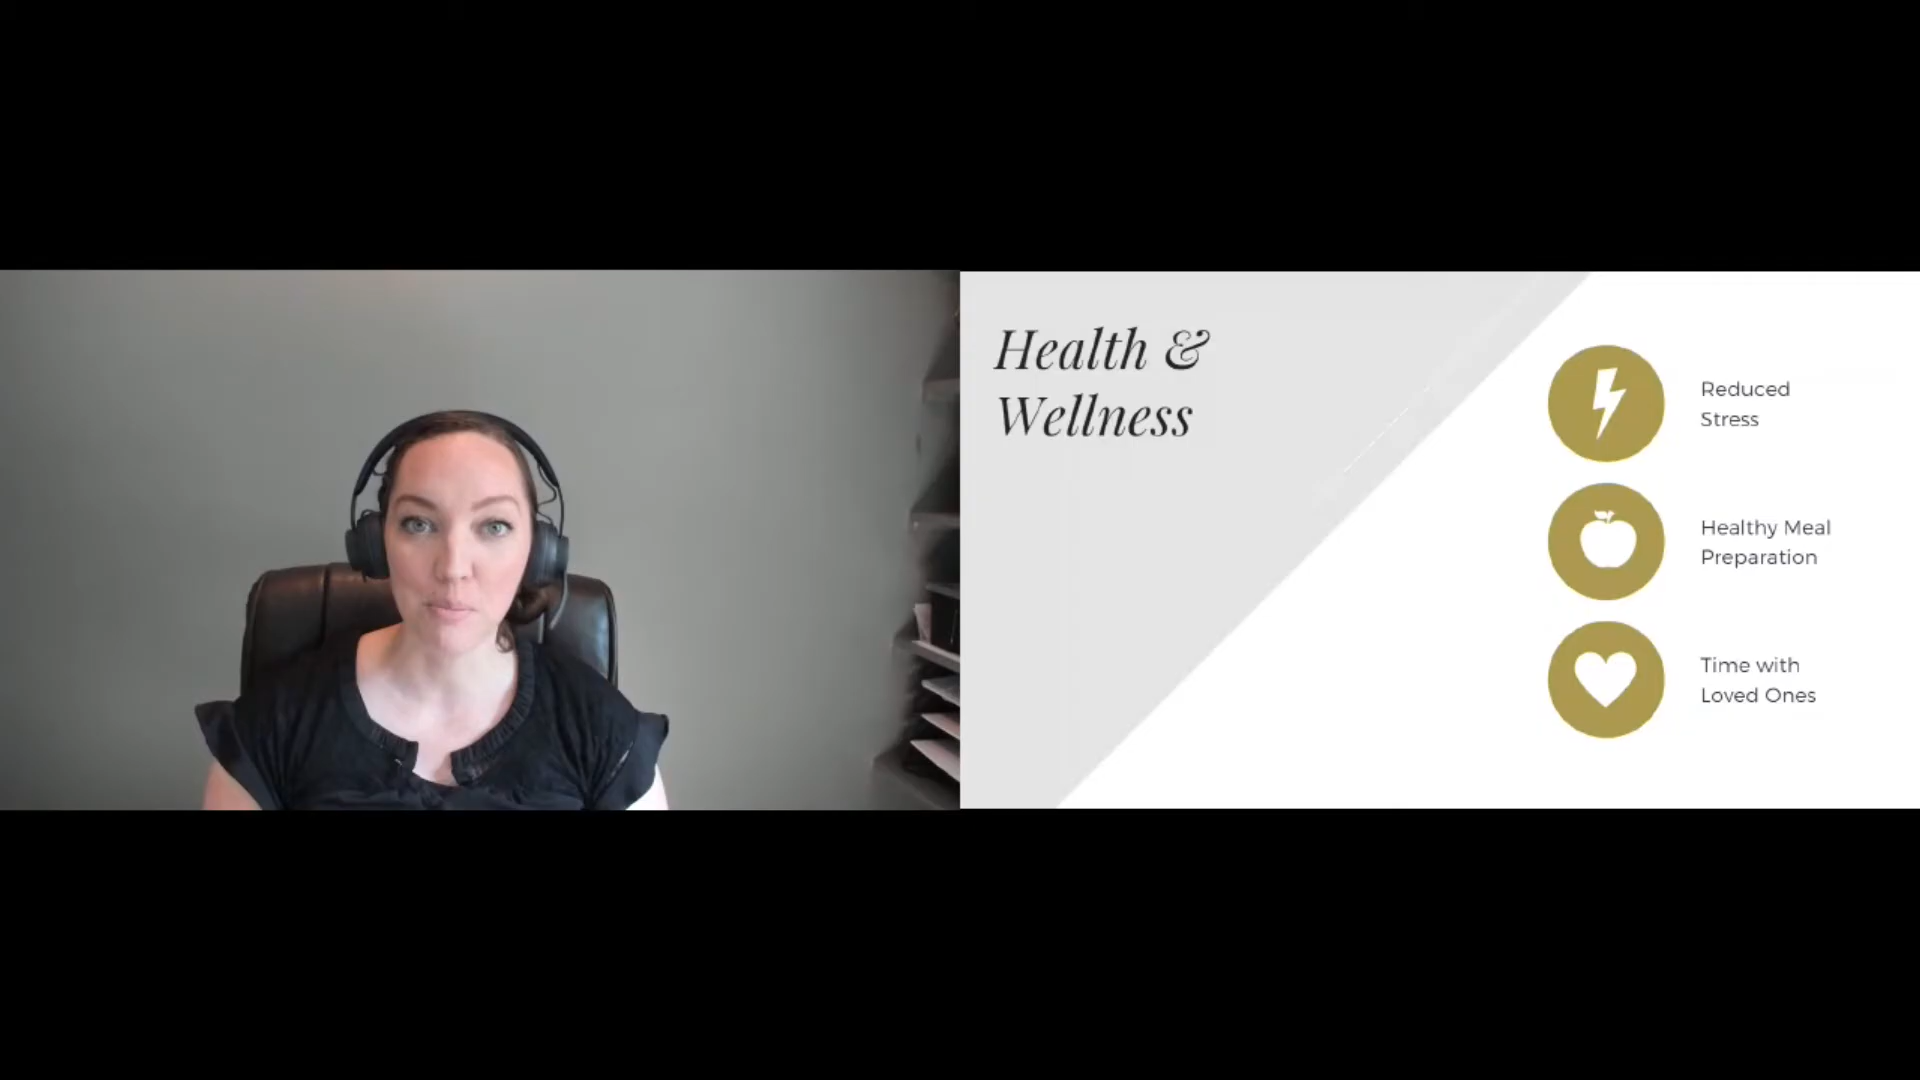 Health &
Wellness
Reduced
Stress
Healthy Meal
Preparation
Time with
Loved Ones